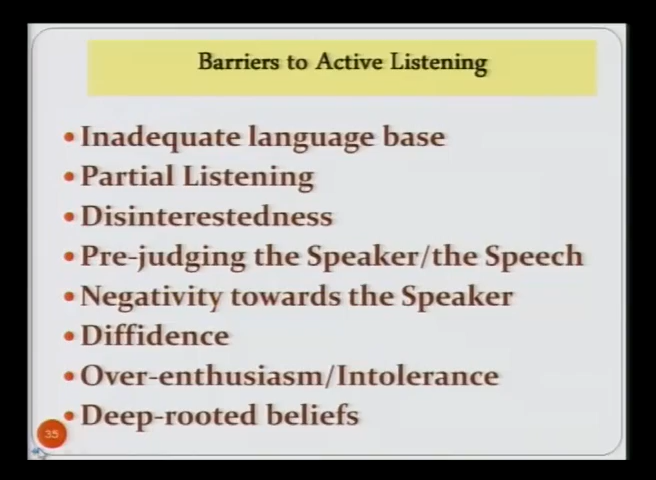 Barriers to Active Listening
• Inadequate language base
• Partial Listening
• Disinterestedness
• Pre-judging the Speaker/the Speech
• Negativity towards the Speaker
• Diffidence
• Over-enthusiasm/Intolerance
• Deep-rooted beliefs
35